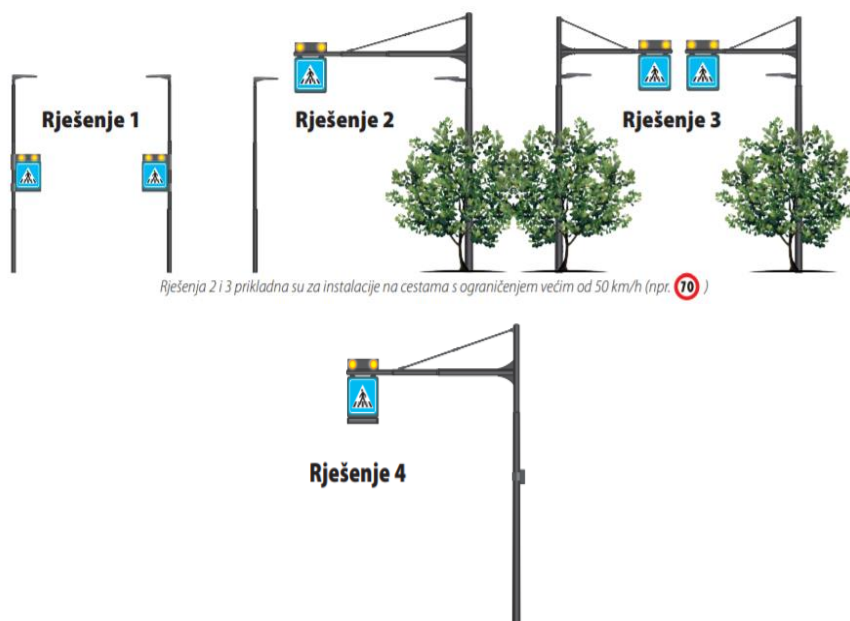 Rješenje 1
Rješenje 2
Rješenje 3
Rješenja 2 i 3 prikladna su za instalacije na cestama s ograničenjem većim od 50 km/h (npr. 70 )
Rješenje 4